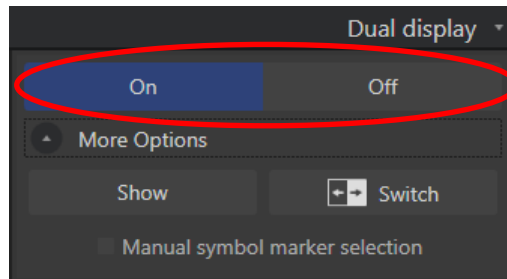 Dual display
On Off
More Options
Show Switch
Manual symbol marker selection